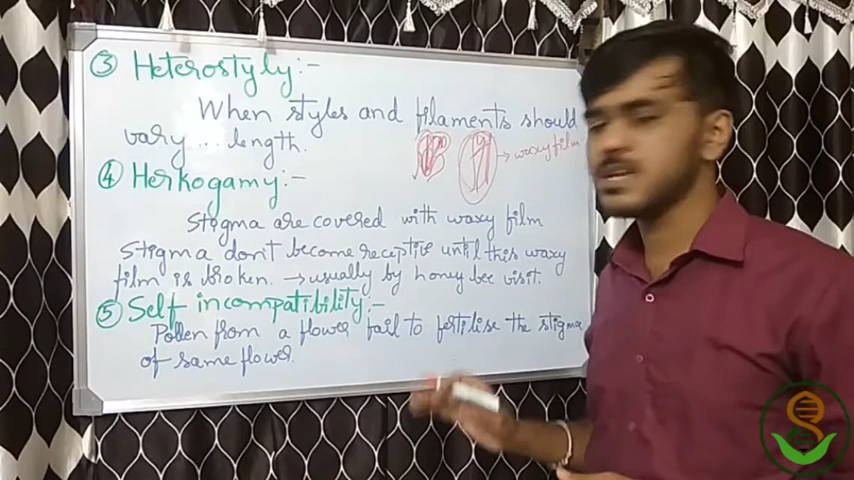 ③ Heterostyly :-
When styles and filaments should
vary ... length.
→ waxy film
④ Herkogamy :-
Stigma are covered with waxy film
Stigma don't become receptive until this waxy
film is broken. → usually by honey bee visit.
⑤ Self incompatibility :-
Pollen from a flower fail to fertilise the stigma
of same flower.